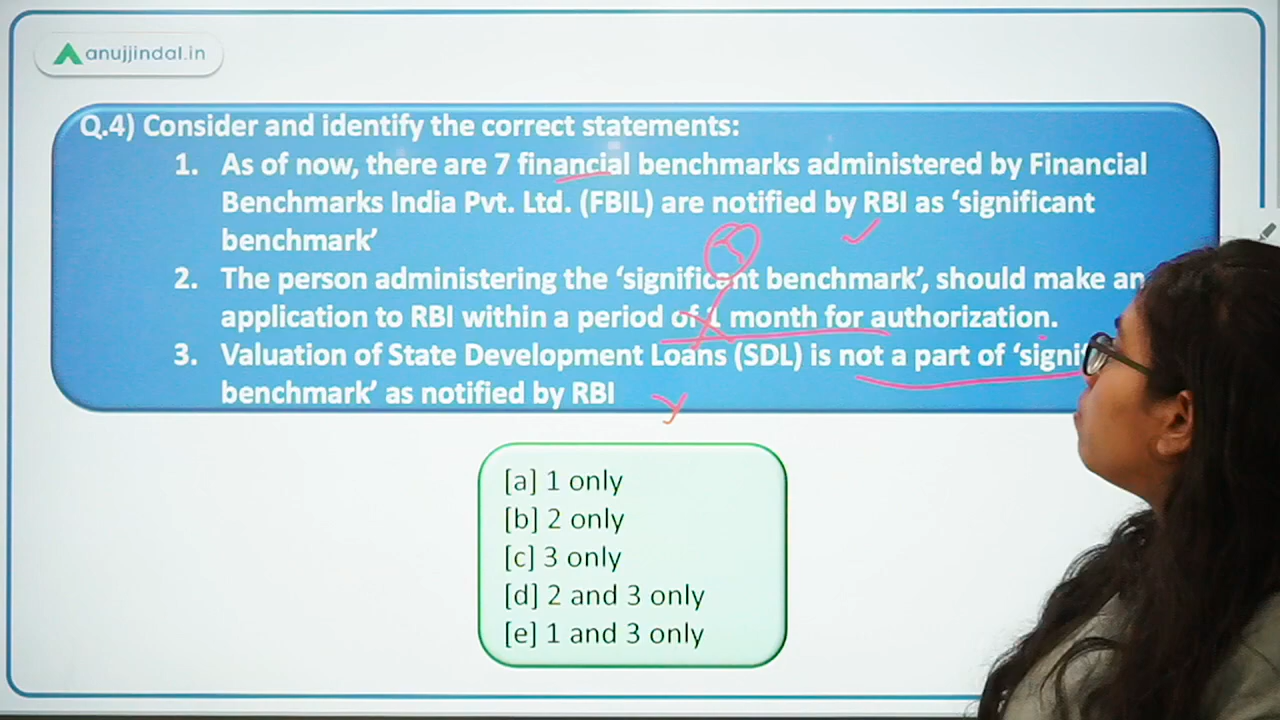 anujjindal.in
Q.4) Consider and identify the correct statements:
1. As of now, there are 7 financial benchmarks administered by Financial
Benchmarks India Pvt. Ltd. (FBIL) are notified by RBI as ‘significant
benchmark’
2. The person administering the ‘significant benchmark’, should make an
application to RBI within a period of 1 month for authorization.
3. Valuation of State Development Loans (SDL) is not a part of
benchmark’ as notified by RBI
[a] 1 only
[b] 2 only
[c] 3 only
[d] 2 and 3 only
[e] 1 and 3 only